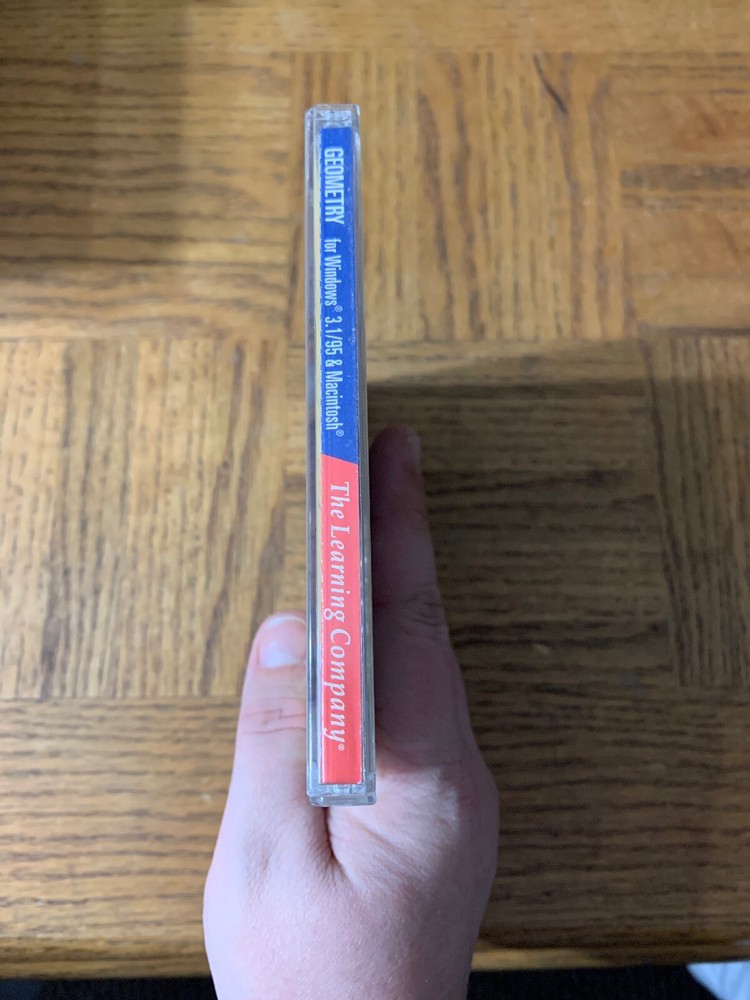 GEOMETRY for Windows® 3.1/95 & Macintosh®
The Learning Company®